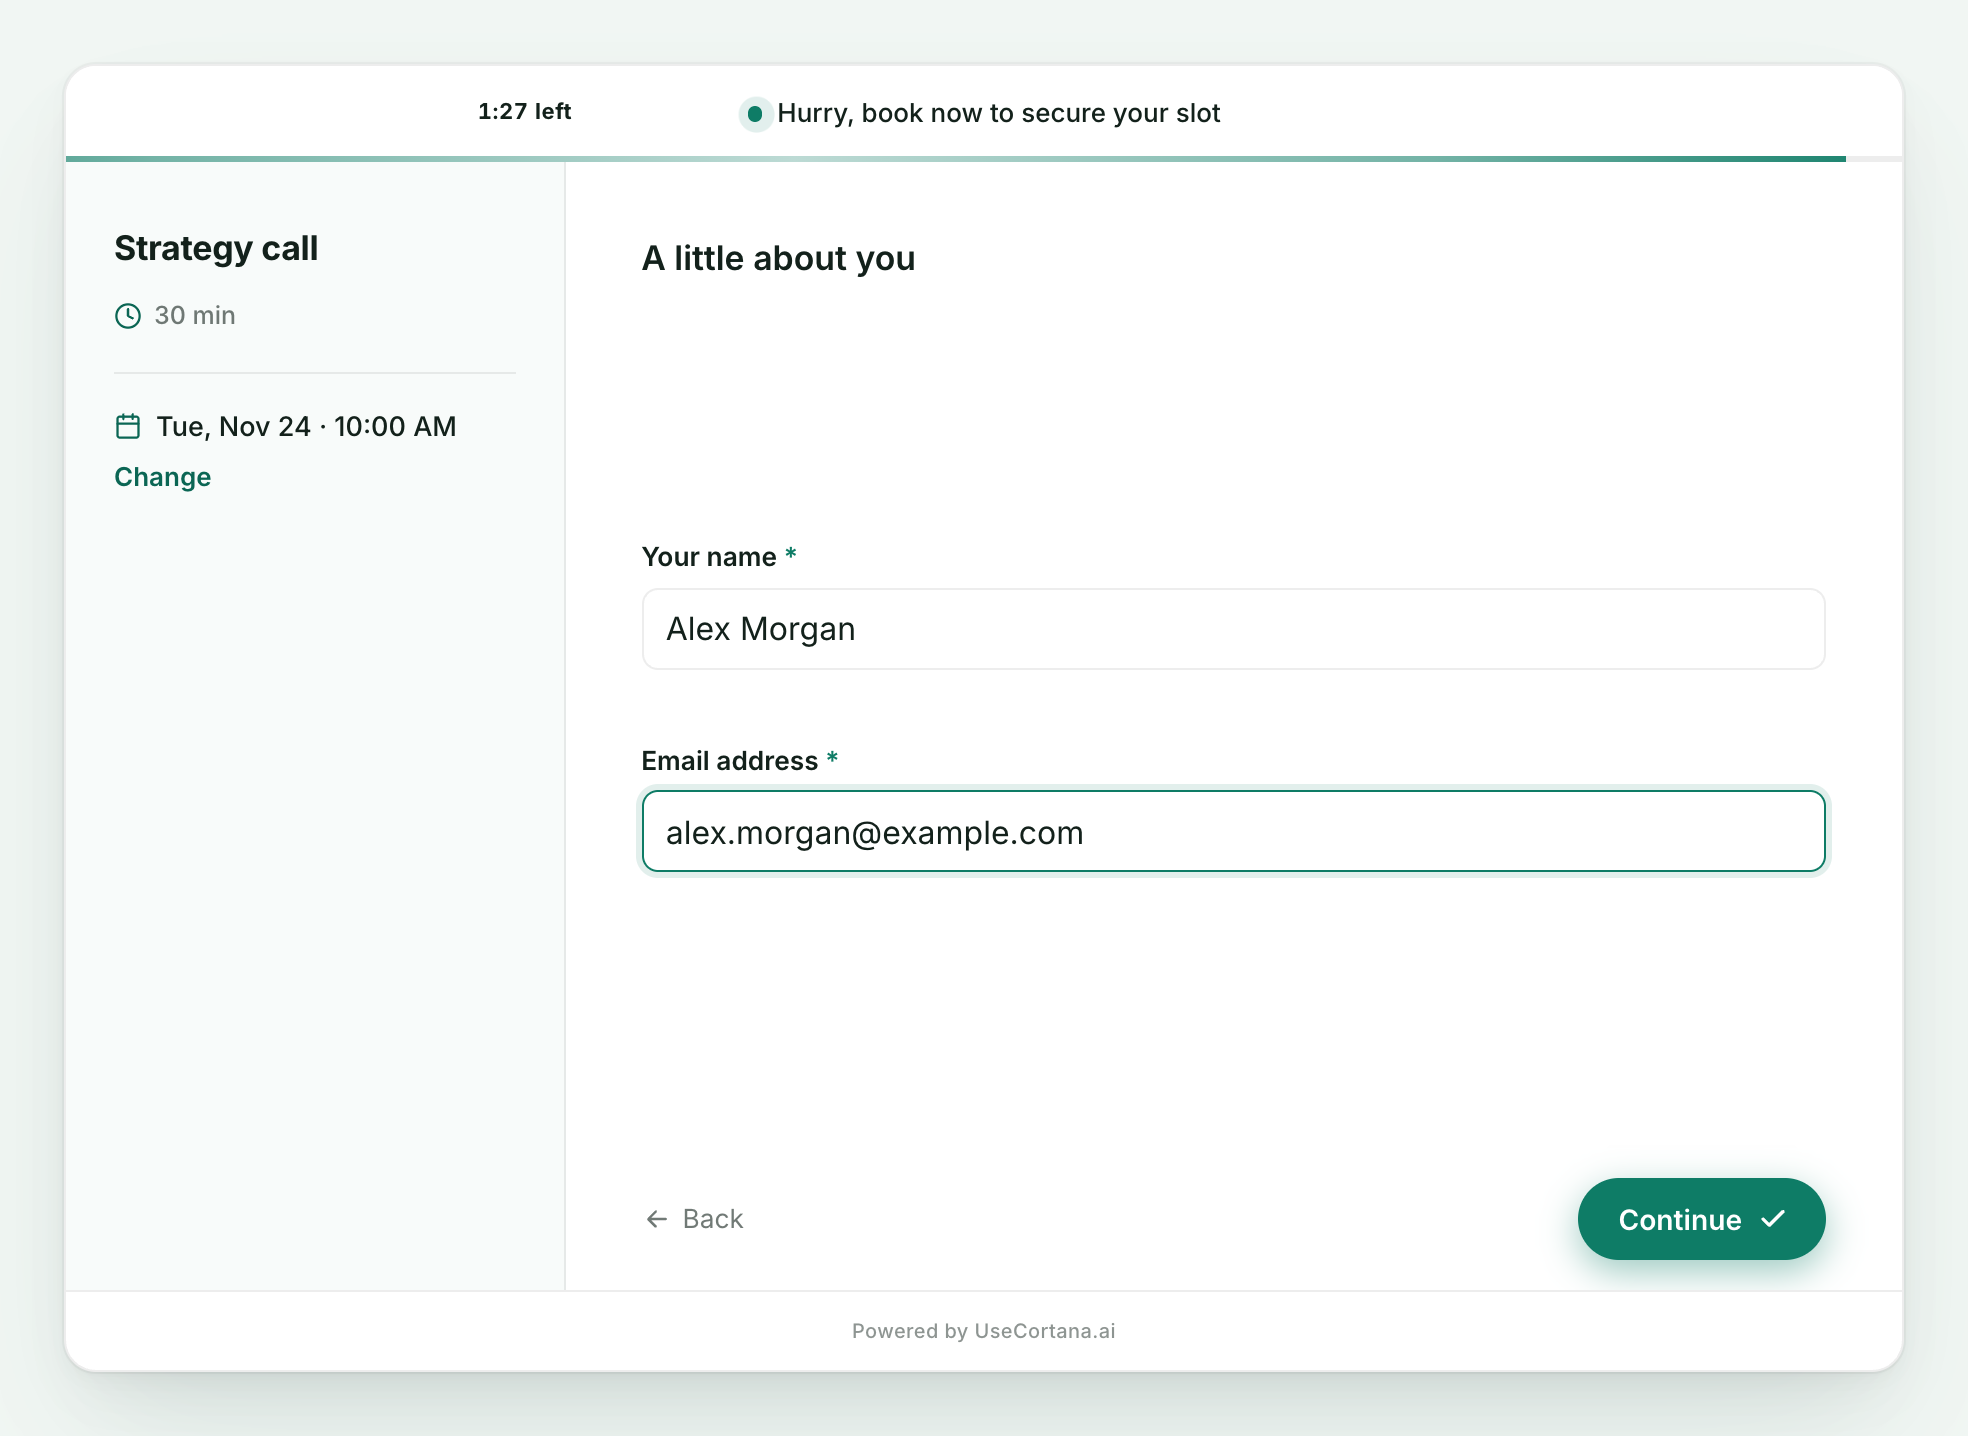 1:27 left
Hurry, book now to secure your slot
Strategy call
30 min
Tue, Nov 24 · 10:00 AM
Change
A little about you
Your name *
Alex Morgan
Email address *
alex.morgan@example.com
Back
Continue
Powered by UseCortana.ai